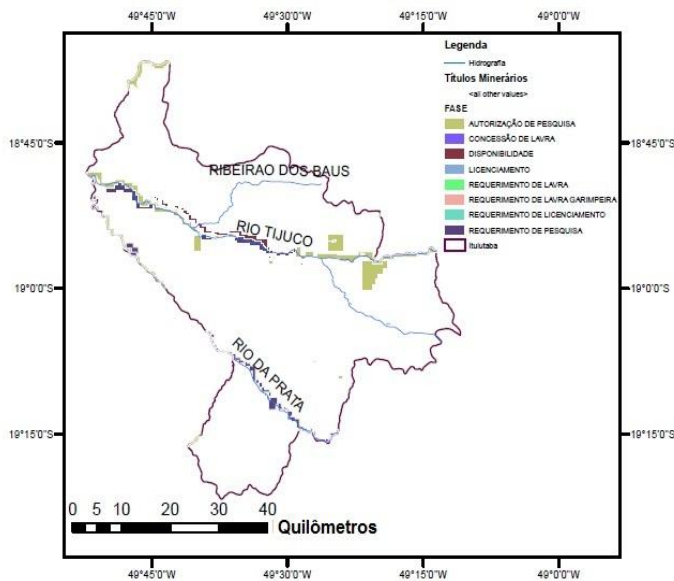 49°45'0"W 49°30'0"W 49°15'0"W 49°0'0"W
Legenda
Hidrografia
Títulos Minerários
<all other values>
FASE
AUTORIZAÇÃO DE PESQUISA
CONCESSÃO DE LAVRA
DISPONIBILIDADE
LICENCIAMENTO
REQUERIMENTO DE LAVRA
REQUERIMENTO DE LAVRA GARIMPEIRA
REQUERIMENTO DE LICENCIAMENTO
REQUERIMENTO DE PESQUISA
Ituiutaba
18°45'0"S 18°45'0"S
RIBEIRAO DOS BAUS
RIO TIJUCO
19°0'0"S 19°0'0"S
RIO DA PRATA
19°15'0"S 19°15'0"S
0 5 10 20 30 40
Quilômetros
49°45'0"W 49°30'0"W 49°15'0"W 49°0'0"W